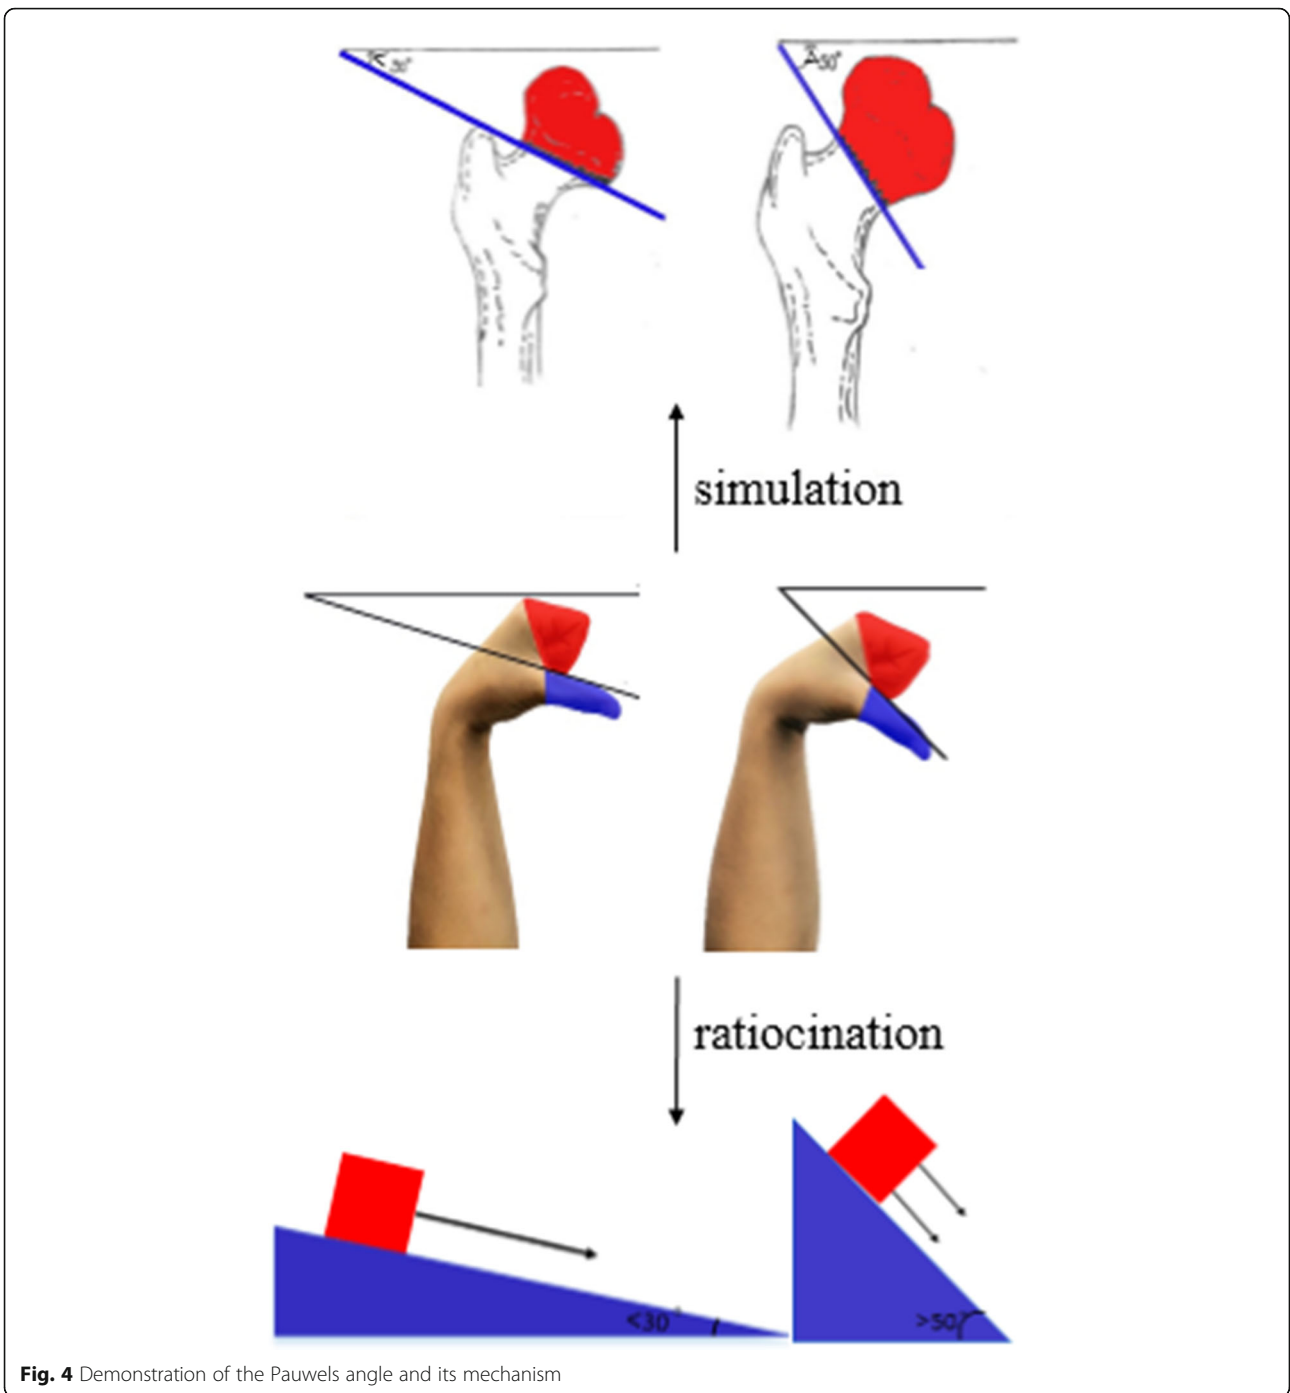 simulation
ratiocination
<30°
>50
Fig. 4 Demonstration of the Pauwels angle and its mechanism